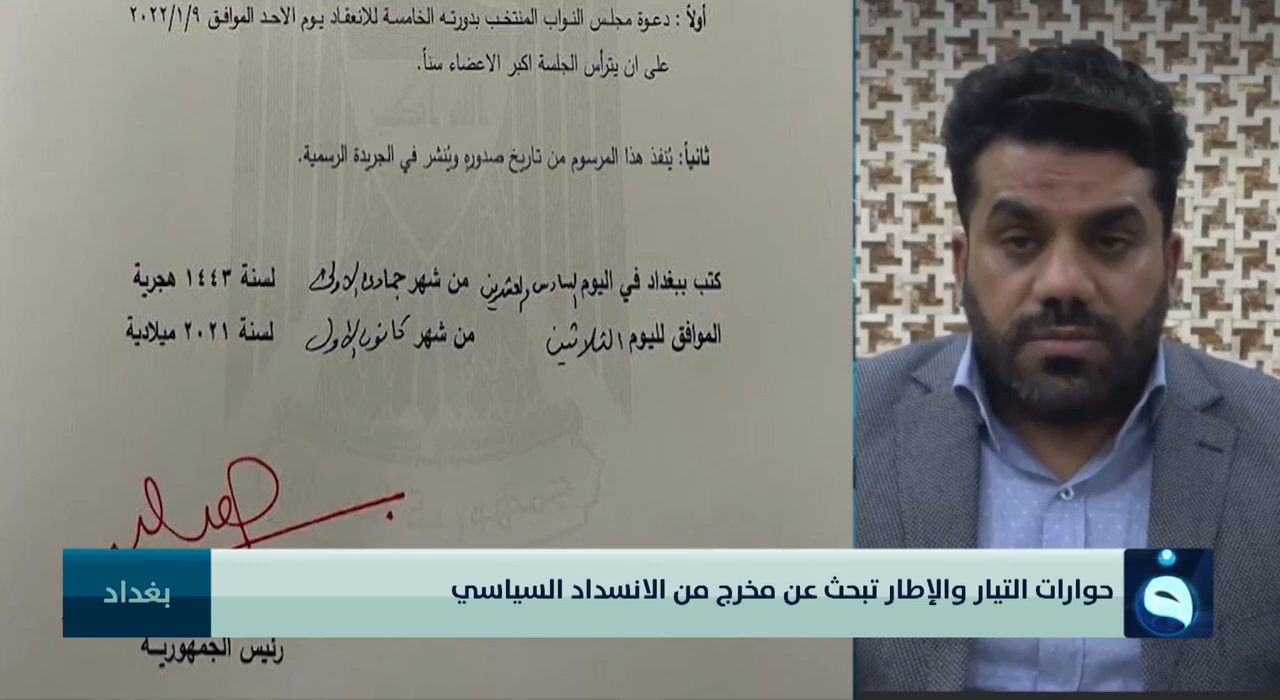 أولاً : دعوة مجلس النواب المنتخب بدورته الخامسة للانعقاد يوم الاحد الموافق ٢٠٢٢/١/٩
على ان يترأس الجلسة اكبر الاعضاء سناً.
ثانياً: يُنفذ هذا المرسوم من تاريخ صدوره ويُنشر في الجريدة الرسمية.
كتب ببغداد في اليوم السادس والعشرين من شهر جمادى الاولى لسنة ١٤٤٣ هجرية
الموافق لليوم الثلاثين من شهر كانون الاول لسنة ٢٠٢١ ميلادية
حوارات التيار والإطار تبحث عن مخرج من الانسداد السياسي
بغداد
رئيس الجمهورية